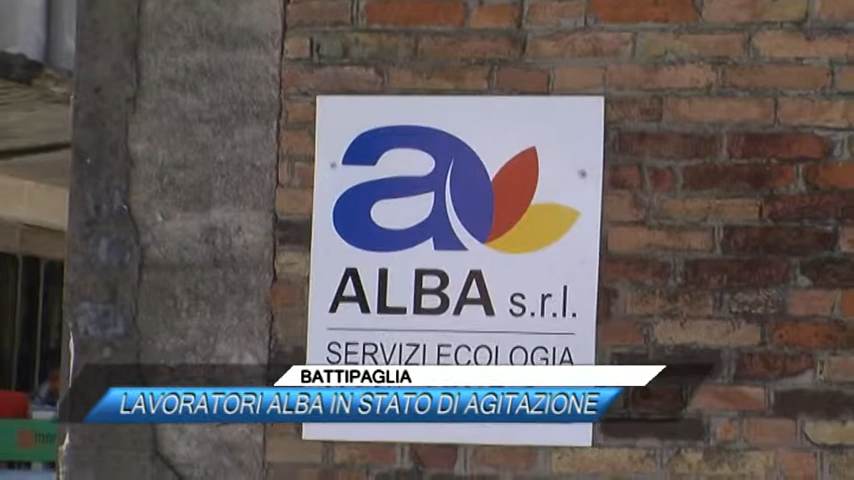 a
ALBA s.r.l.
SERVIZI ECOLOGIA
BATTIPAGLIA
LAVORATORI ALBA IN STATO DI AGITAZIONE